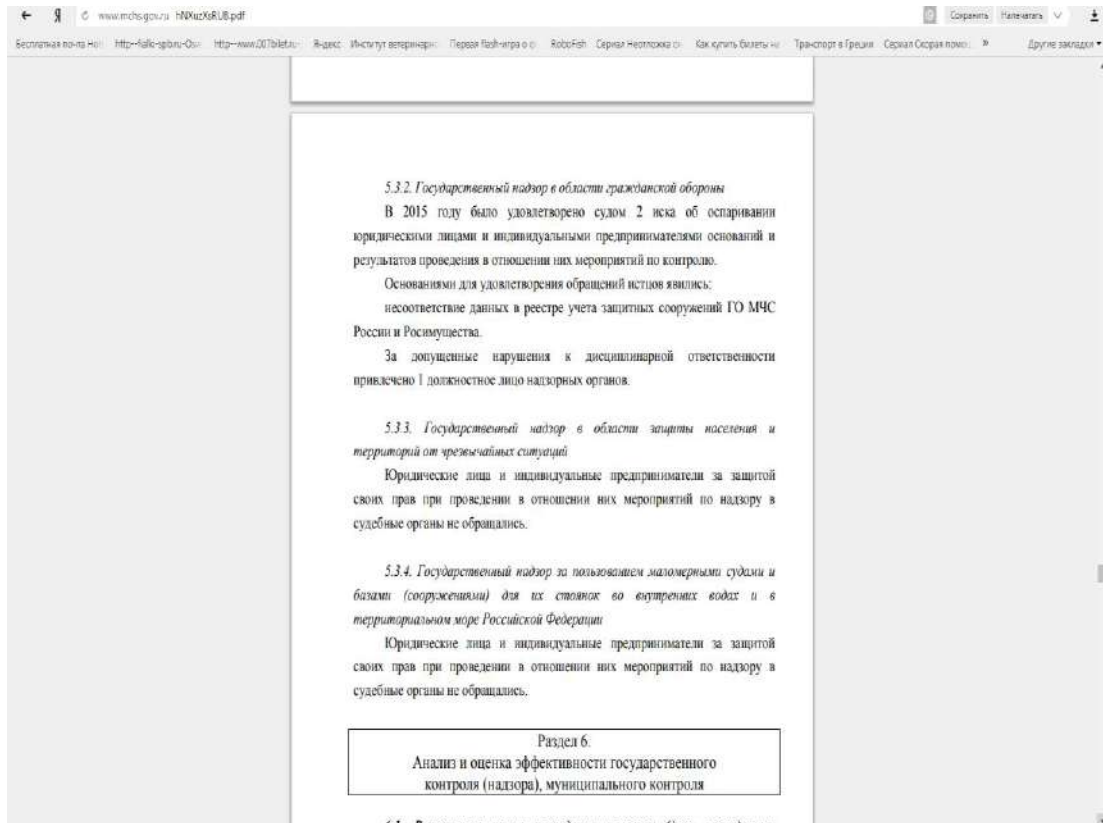 www.mchs.gov.ru hNXuzXsRUB.pdf
Сохранить Напечатать
Яндекс RoboFish Транспорт в Греции Другие закладки
5.3.2. Государственный надзор в области гражданской обороны
В 2015 году было удовлетворено судом 2 иска об оспаривании
юридическими лицами и индивидуальными предпринимателями оснований и
результатов проведения в отношении них мероприятий по контролю.
Основаниями для удовлетворения обращений истцов явились:
несоответствие данных в реестре учета защитных сооружений ГО МЧС
России и Росимущества.
За допущенные нарушения к дисциплинарной ответственности
привлечено 1 должностное лицо надзорных органов.
5.3.3. Государственный надзор в области защиты населения и
территорий от чрезвычайных ситуаций
Юридические лица и индивидуальные предприниматели за защитой
своих прав при проведении в отношении них мероприятий по надзору в
судебные органы не обращались.
5.3.4. Государственный надзор за пользованием маломерными судами и
базами (сооружениями) для их стоянок во внутренних водах и в
территориальном море Российской Федерации
Юридические лица и индивидуальные предприниматели за защитой
своих прав при проведении в отношении них мероприятий по надзору в
судебные органы не обращались.
Раздел 6.
Анализ и оценка эффективности государственного
контроля (надзора), муниципального контроля